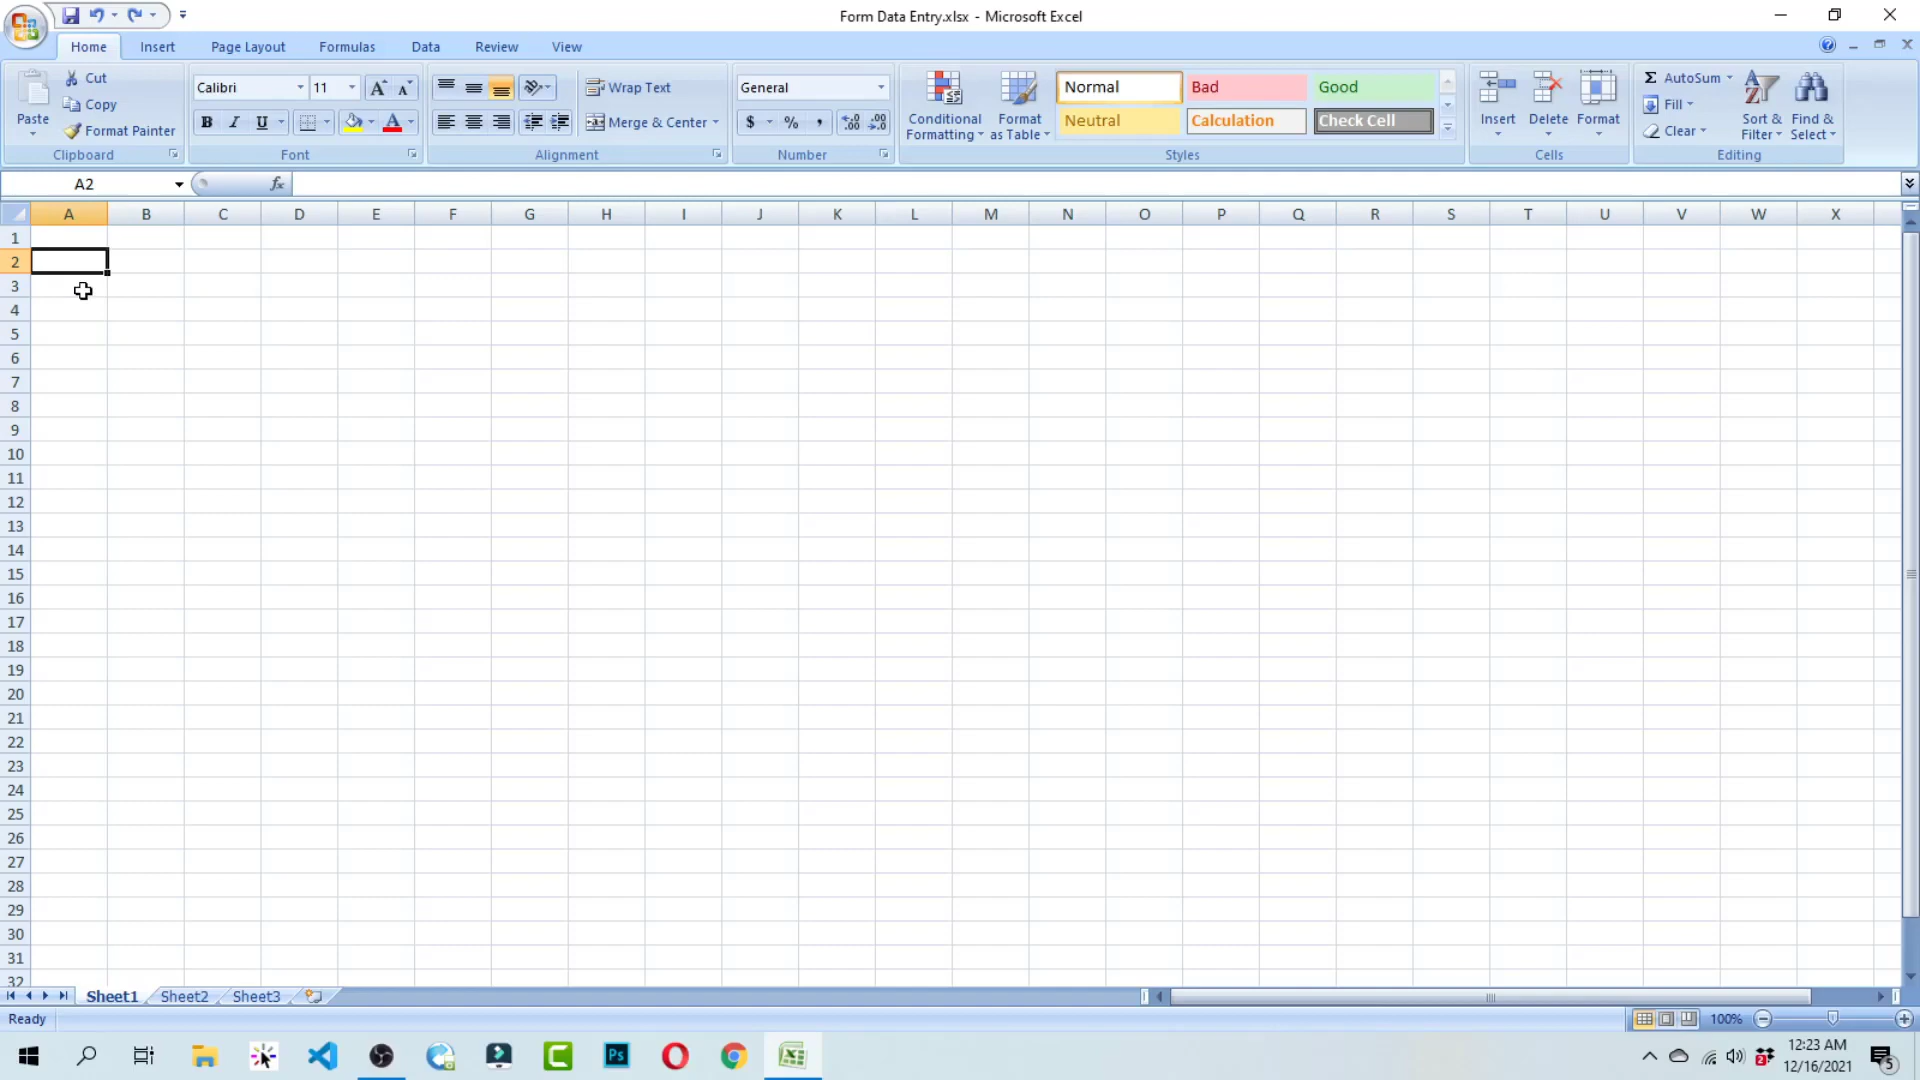 Form Data Entry.xlsx - Microsoft Excel
Home Insert Page Layout Formulas Data Review View
Paste
Cut
Copy
Format Painter
Clipboard
Calibri 11
B I U
Font
Wrap Text
Merge & Center
Alignment
General
$ % ,
Number
Conditional Formatting
Format as Table
Normal Bad Good
Neutral Calculation Check Cell
Styles
Insert Delete Format
Cells
Σ AutoSum
Fill
Clear
Sort & Filter
Find & Select
Editing
A2 fx
A B C D E F G H I J K L M N O P Q R S T U V W X
1
2
3
4
5
6
7
8
9
10
11
12
13
14
15
16
17
18
19
20
21
22
23
24
25
26
27
28
29
30
31
32
Sheet1 Sheet2 Sheet3
Ready 100%
Ps
12:23 AM
12/16/2021
2
5